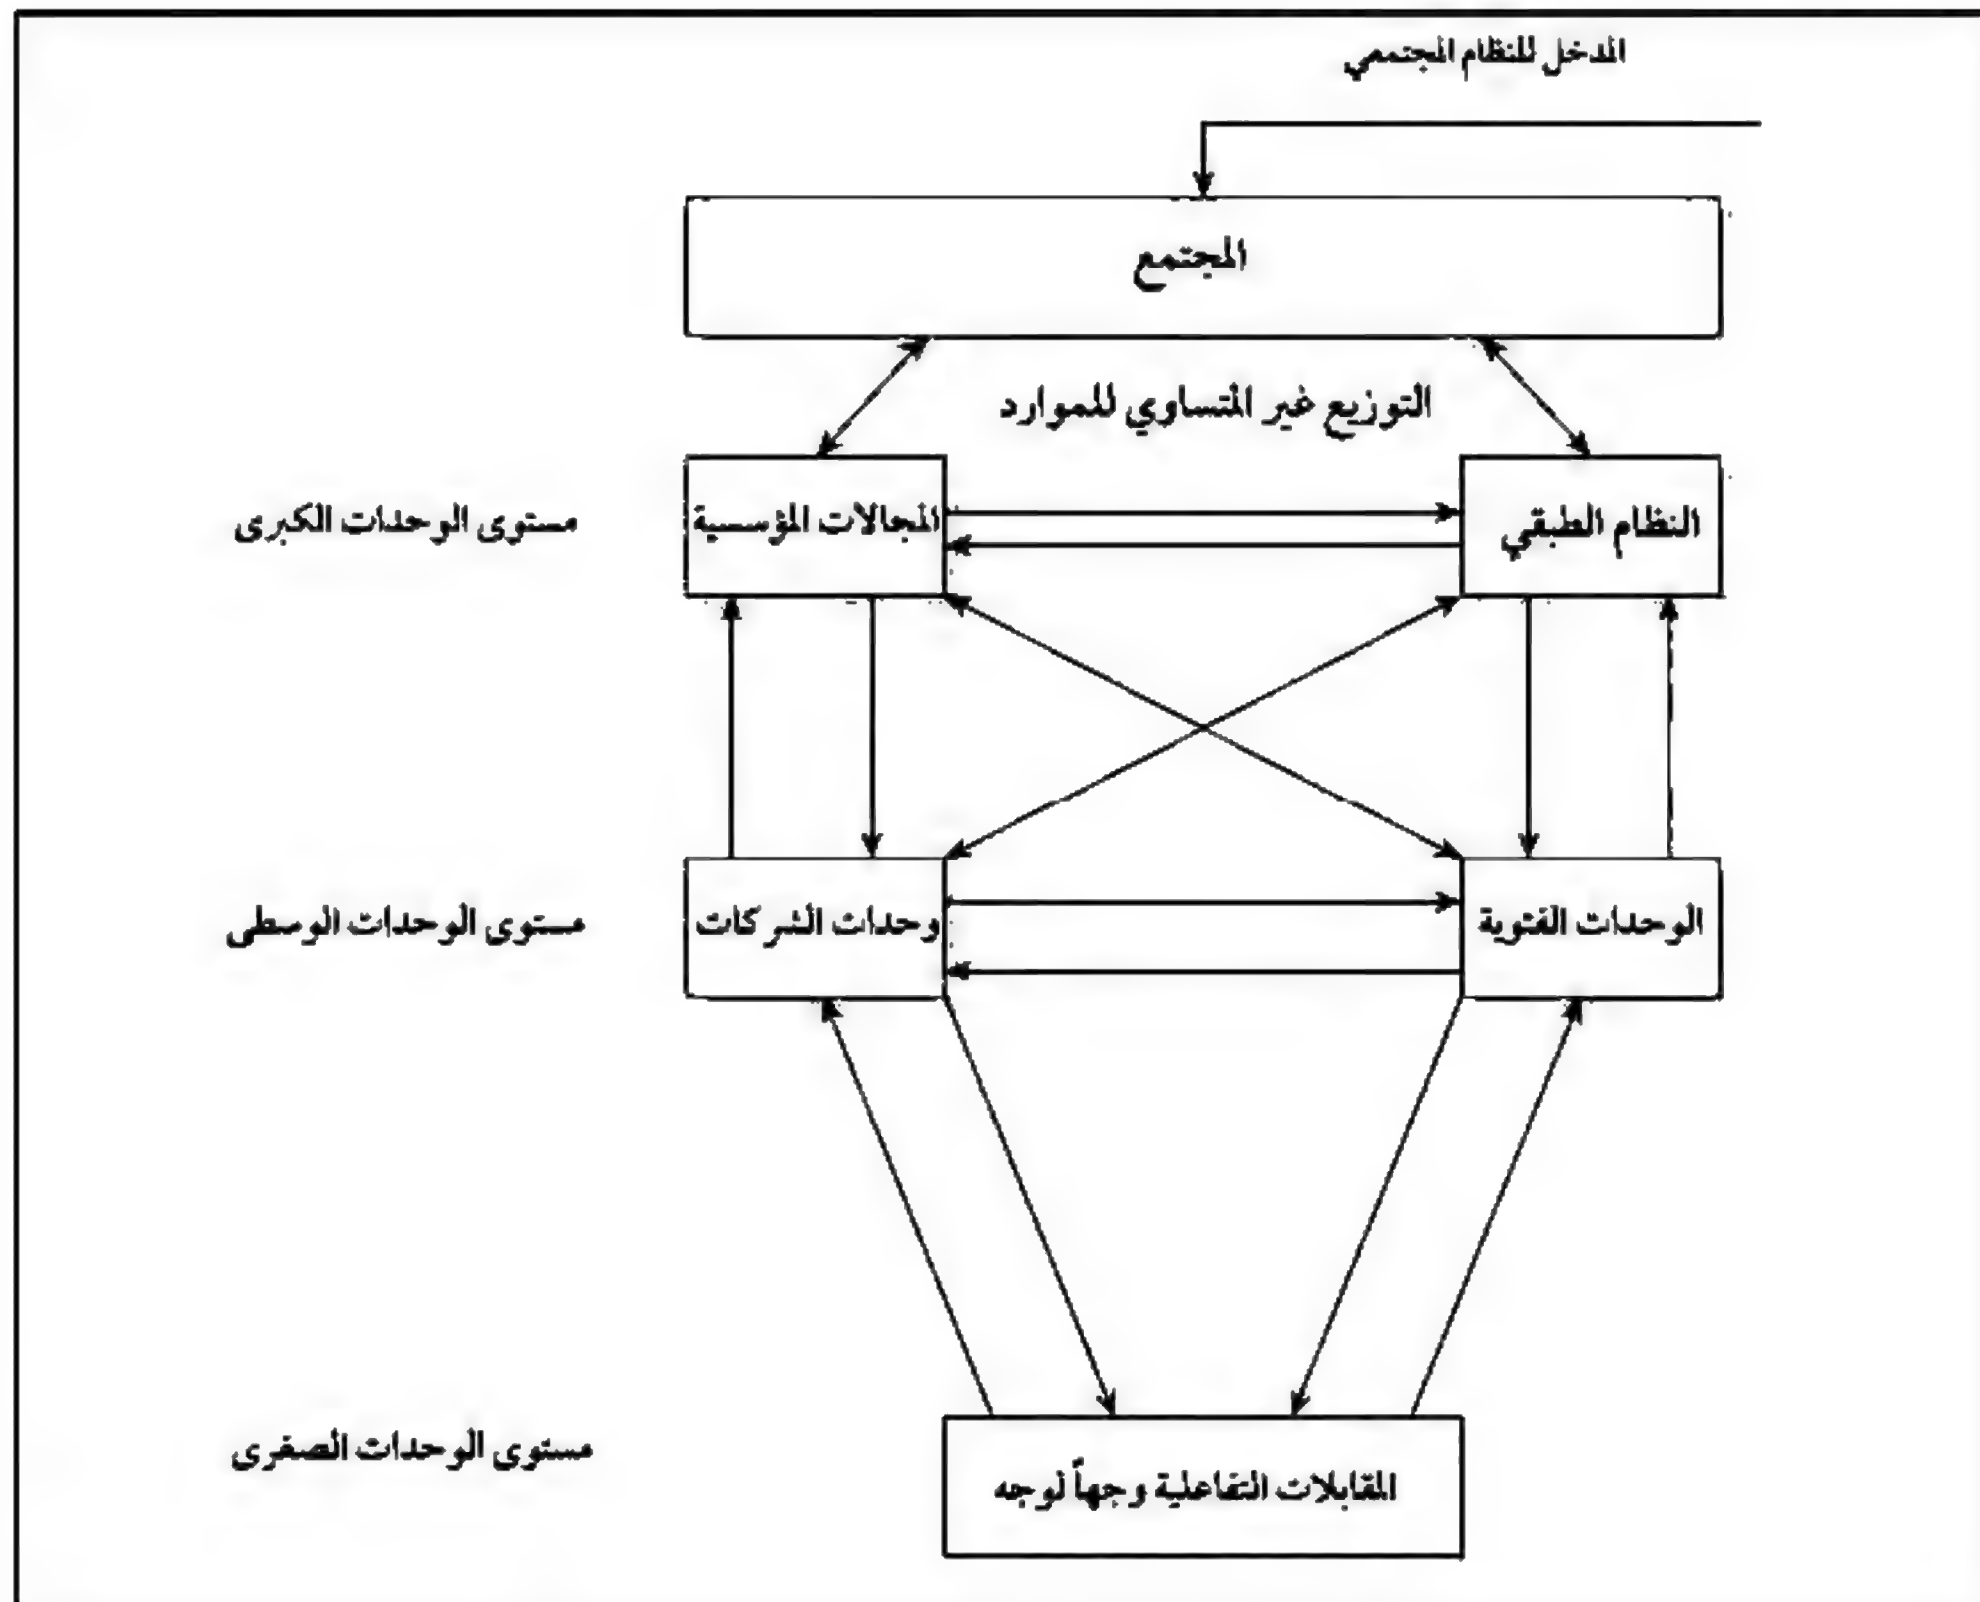 المدخل للنظام المجتمعي
المجتمع
التوزيع غير المتساوي للموارد
النظام الطبقي
المجالات المؤسسية
مستوى الوحدات الكبرى
الوحدات الفئوية
وحدات الشركات
مستوى الوحدات الوسطى
مستوى الوحدات الصغرى
المقابلات التفاعلية وجهاً لوجه